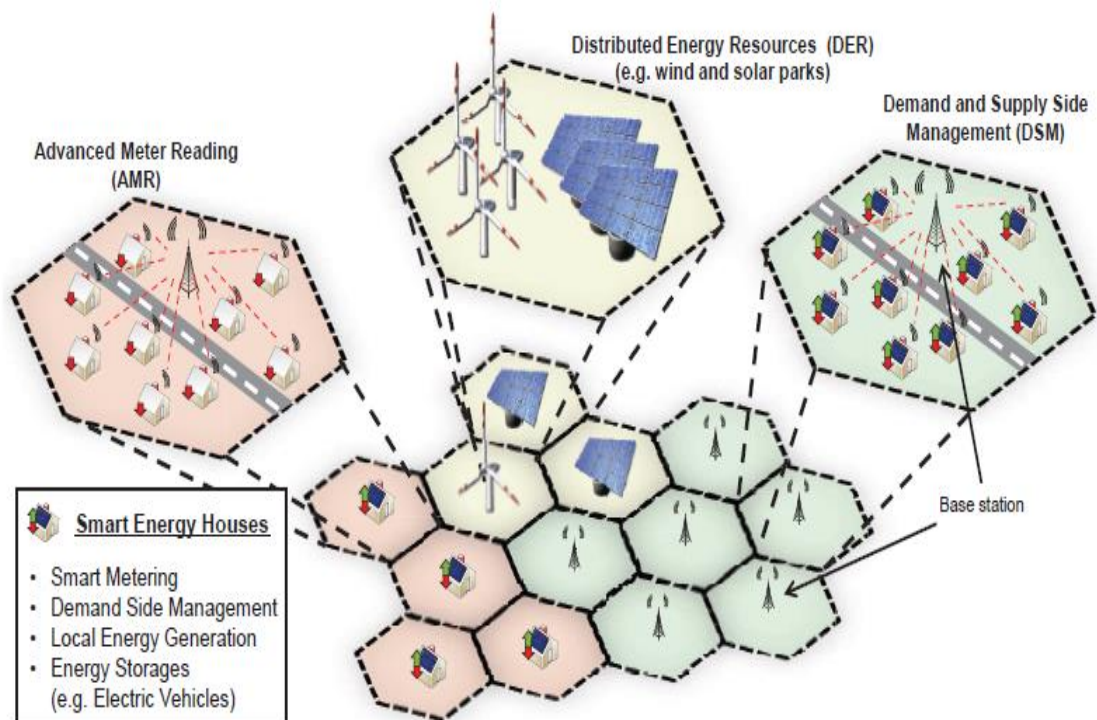 Distributed Energy Resources (DER)
(e.g. wind and solar parks)
Demand and Supply Side
Management (DSM)
Advanced Meter Reading
(AMR)
Base station
Smart Energy Houses
• Smart Metering
• Demand Side Management
• Local Energy Generation
• Energy Storages
(e.g. Electric Vehicles)